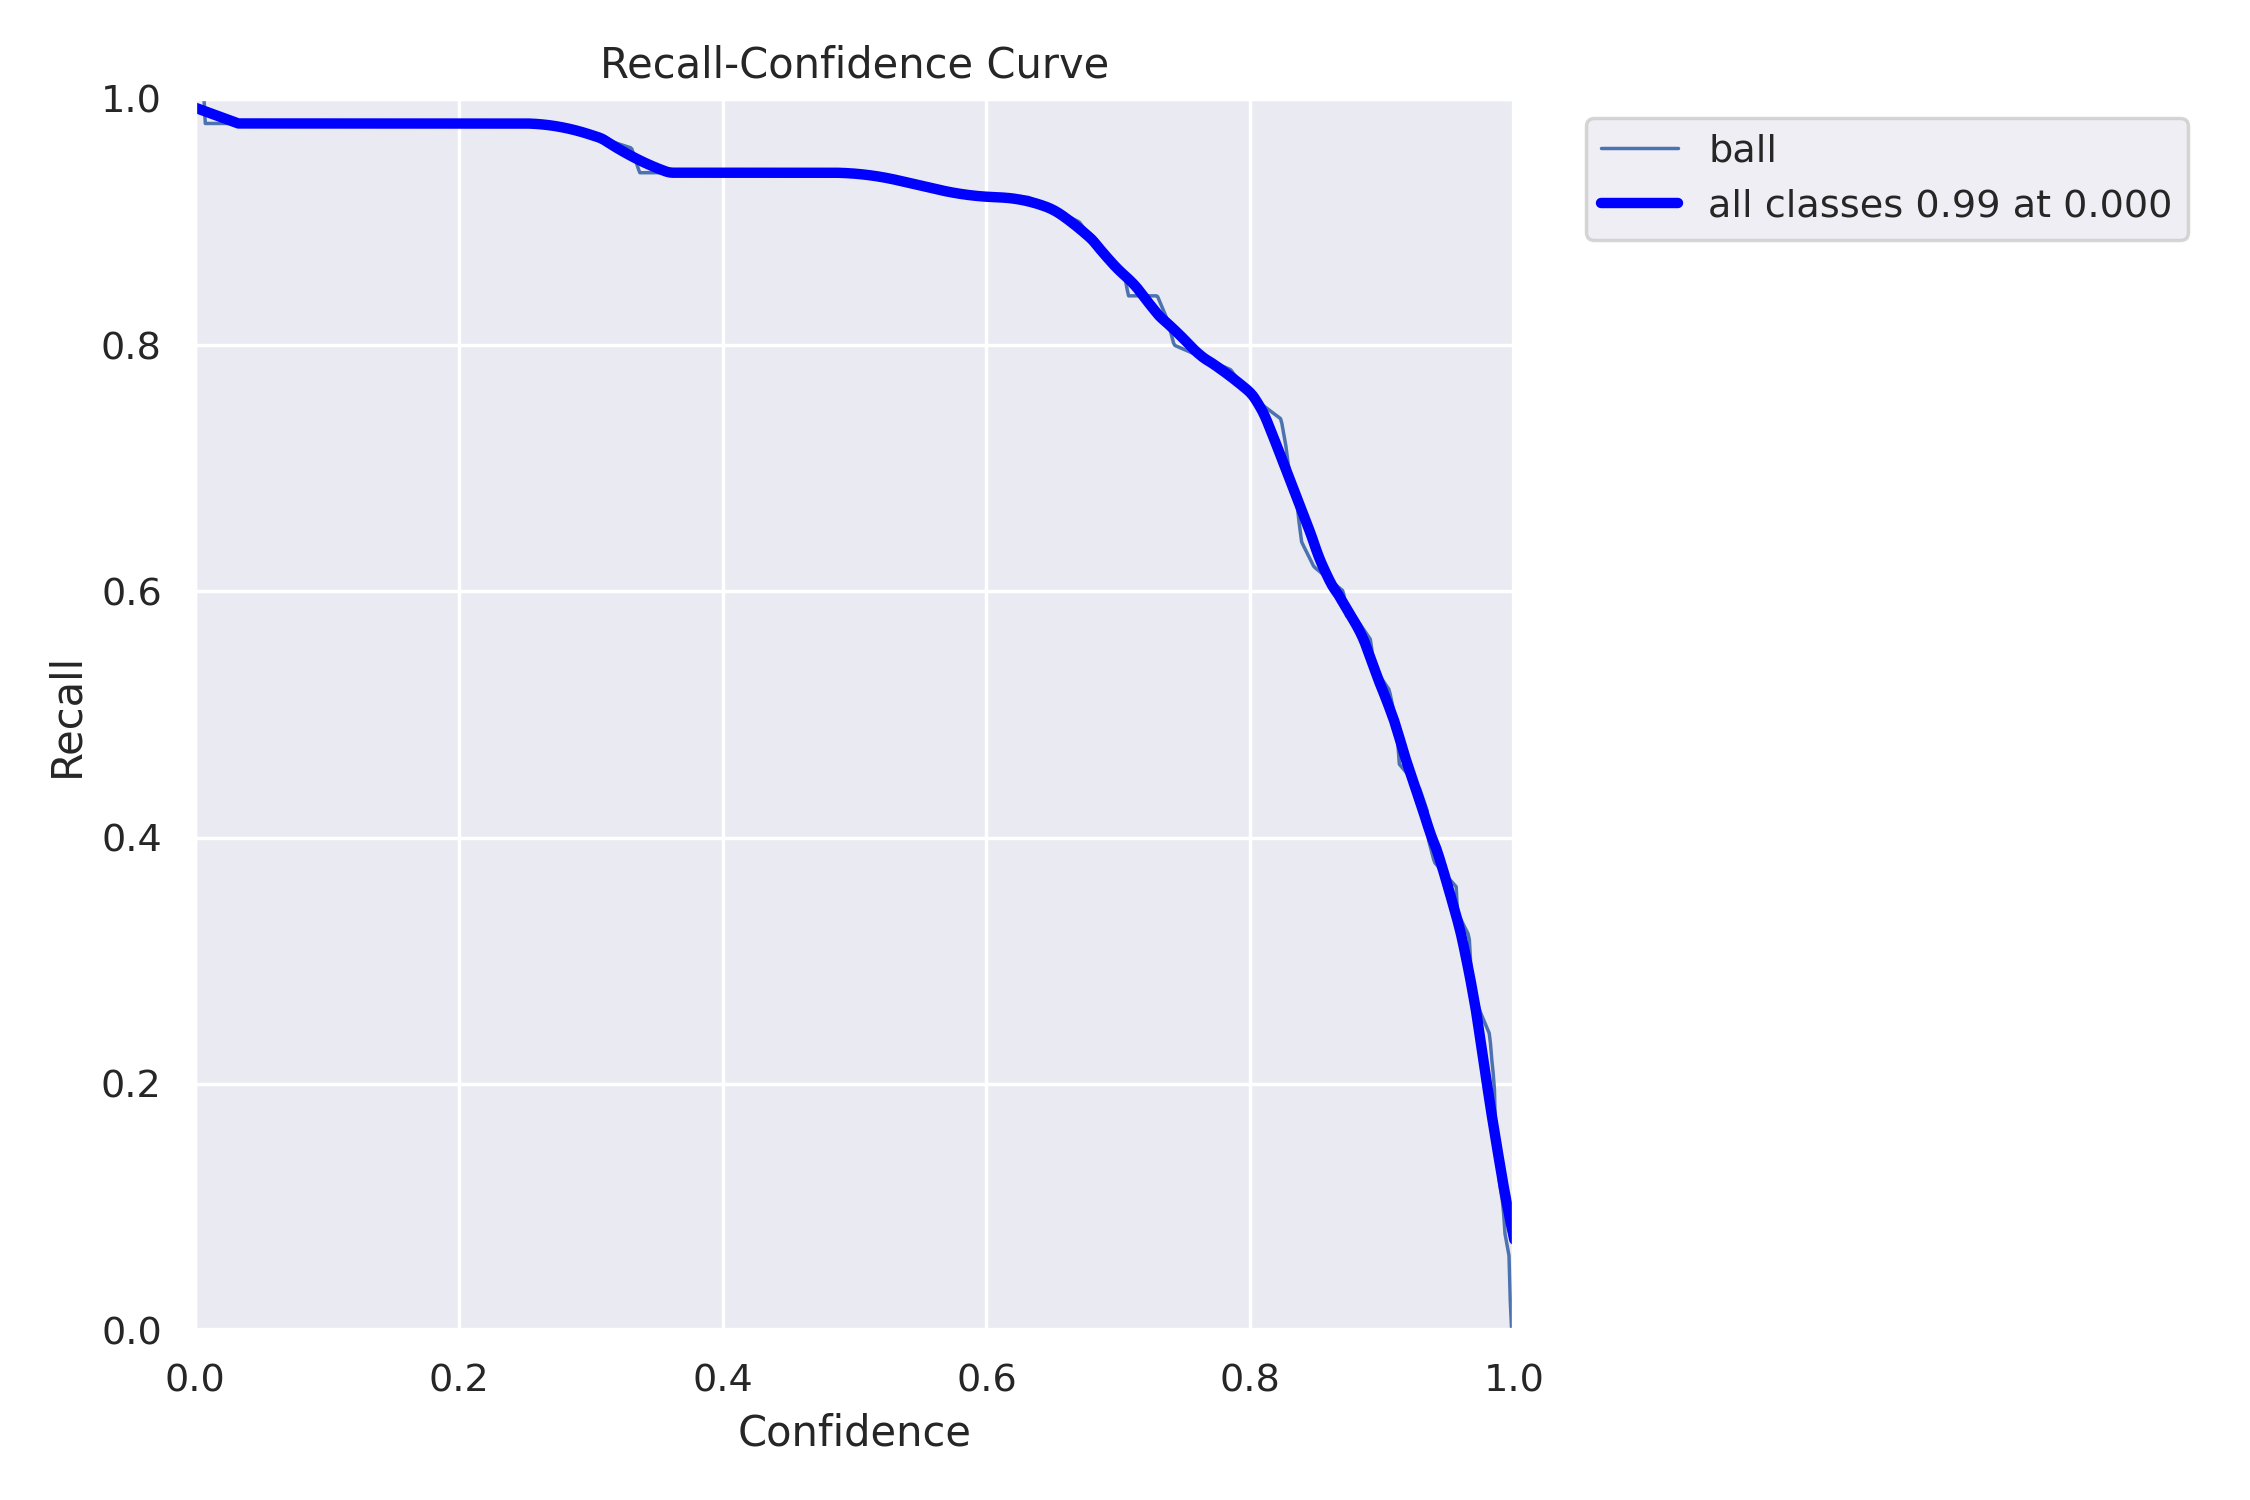 Recall-Confidence Curve
1.0
0.8
0.6
0.4
0.2
0.0
Recall
0.0 0.2 0.4 0.6 0.8 1.0
Confidence
ball
all classes 0.99 at 0.000